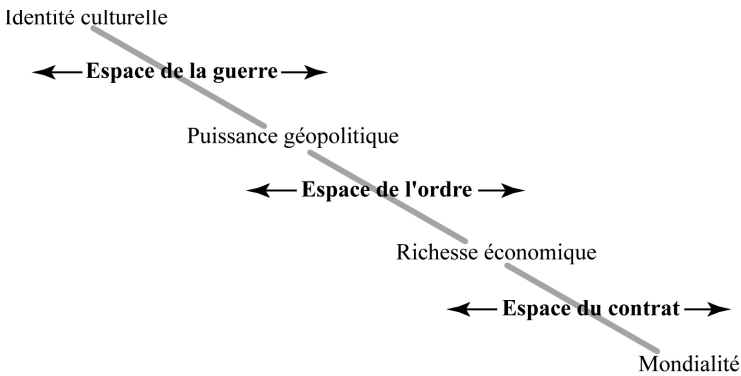 Identité culturelle
Espace de la guerre
Puissance géopolitique
Espace de l'ordre
Richesse économique
Espace du contrat
Mondialité